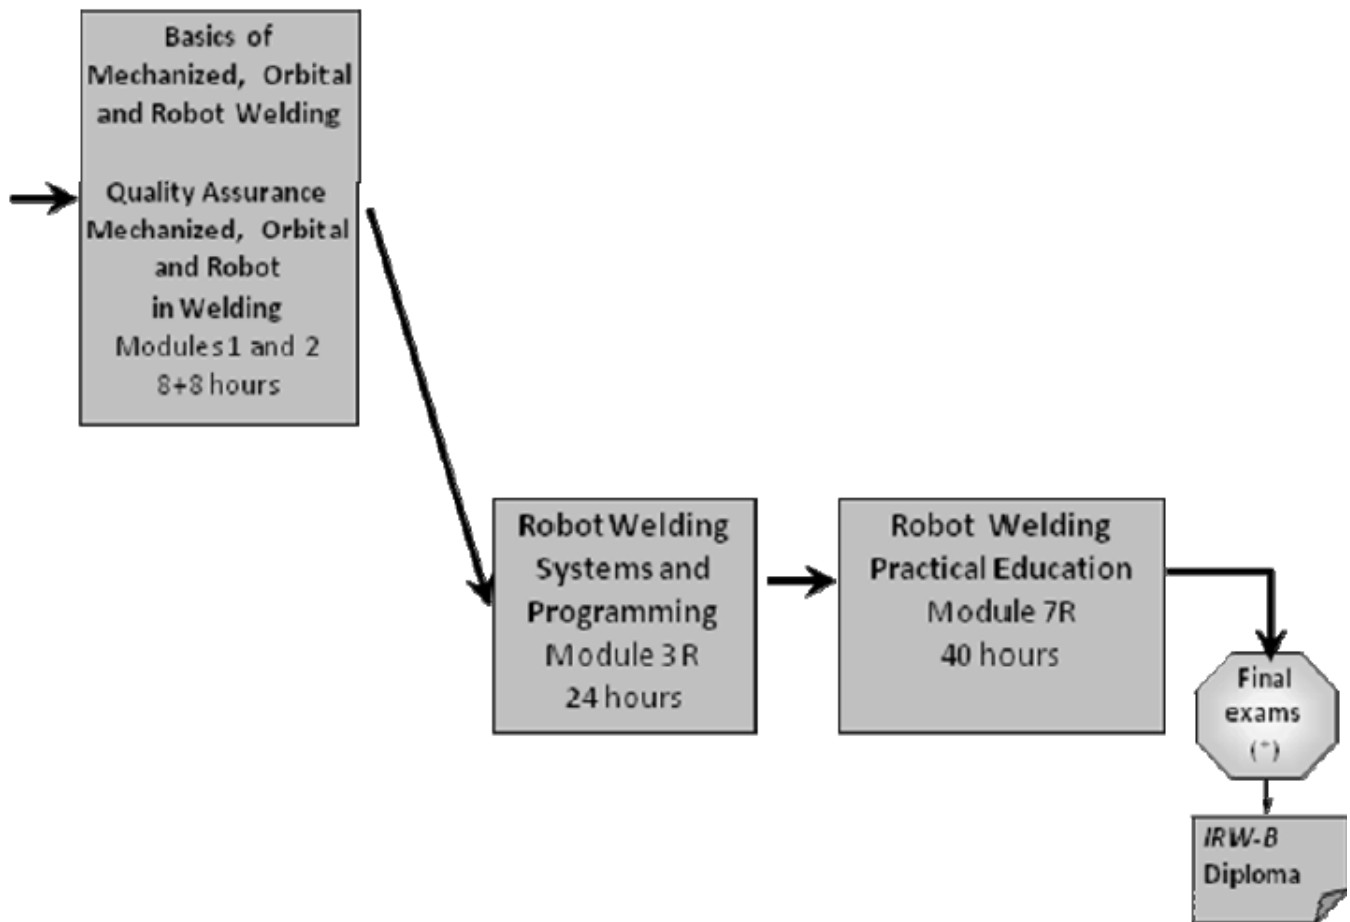 Basics of
Mechanized, Orbital
and Robot Welding
Quality Assurance
Mechanized, Orbital
and Robot
in Welding
Modules 1 and 2
8+8 hours
Robot Welding
Systems and
Programming
Module 3R
24 hours
Robot Welding
Practical Education
Module 7R
40 hours
Final
exams
(*)
IRW-B
Diploma